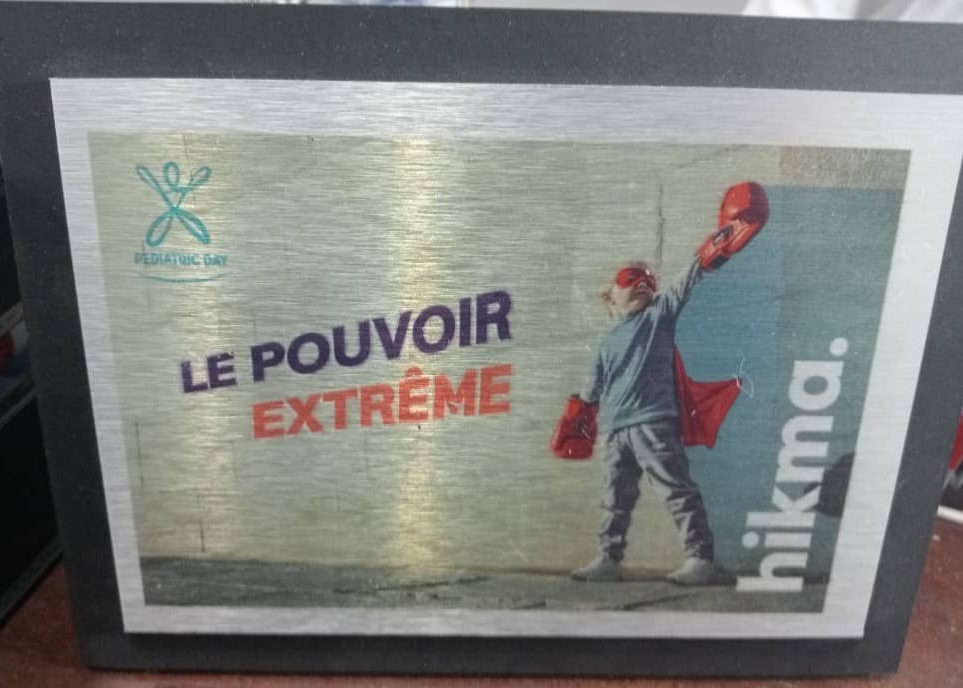 PEDIATRIC DAY
LE POUVOIR
EXTRÊME
hikma.